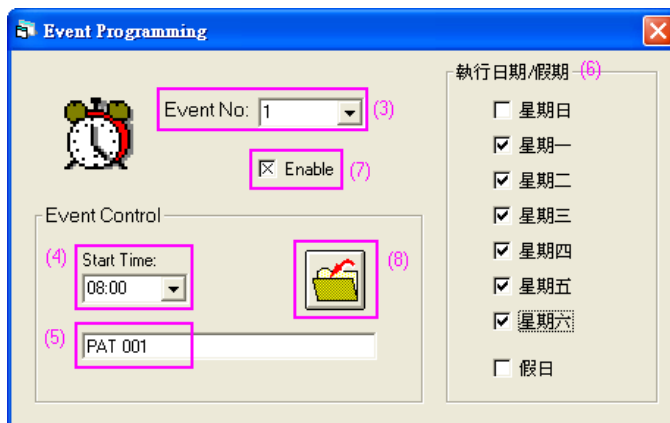 Event Programming
Event No: 1 (3)
Enable (7)
Event Control
(4) Start Time:
08:00
(8)
(5) PAT 001
執行日期/假期 (6)
星期日
星期一
星期二
星期三
星期四
星期五
星期六
假日